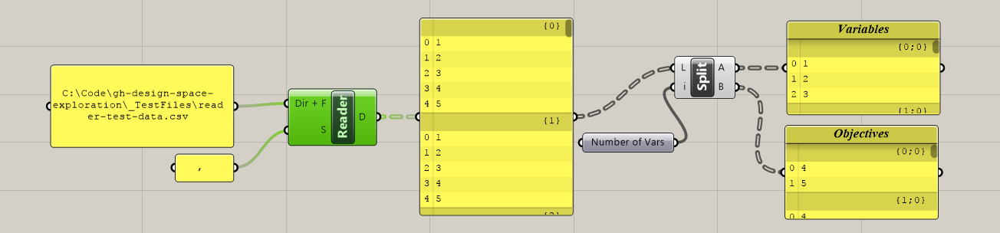 C:\Code\gh-design-space-
exploration\_TestFiles\read
er-test-data.csv
,
Dir + F
S
Reader
D
{0}
0 1
1 2
2 3
3 4
4 5
{1}
0 1
1 2
2 3
3 4
4 5
Number of Vars
L
i
Split
A
B
Variables
{0;0}
0 1
1 2
2 3
{1;0}
Objectives
{0;0}
0 4
1 5
{1;0}
0 4